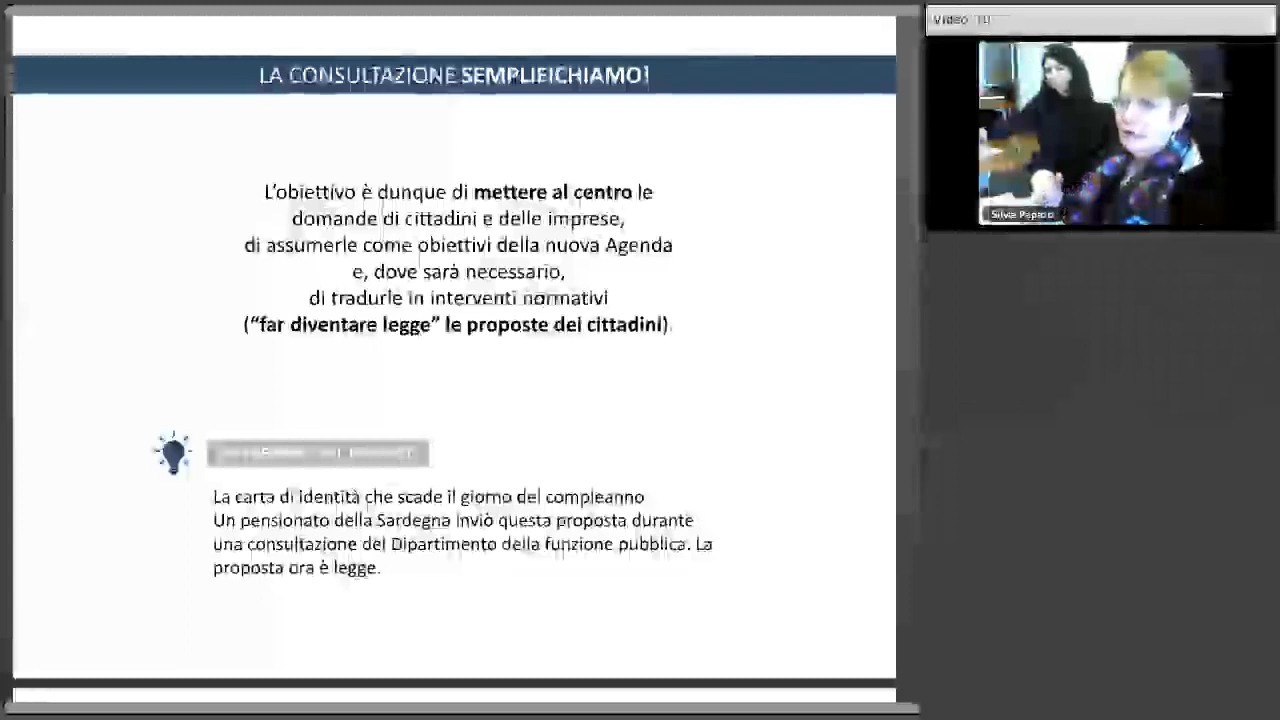 LA CONSULTAZIONE SEMPLIFICHIAMO!
L'obiettivo è dunque di mettere al centro le
domande di cittadini e delle imprese,
di assumerle come obiettivi della nuova Agenda
e, dove sarà necessario,
di tradurle in interventi normativi
("far diventare legge" le proposte dei cittadini).
La carta di identità che scade il giorno del compleanno
Un pensionato della Sardegna inviò questa proposta durante
una consultazione del Dipartimento della funzione pubblica. La
proposta ora è legge.
Video
Silvia Paparo